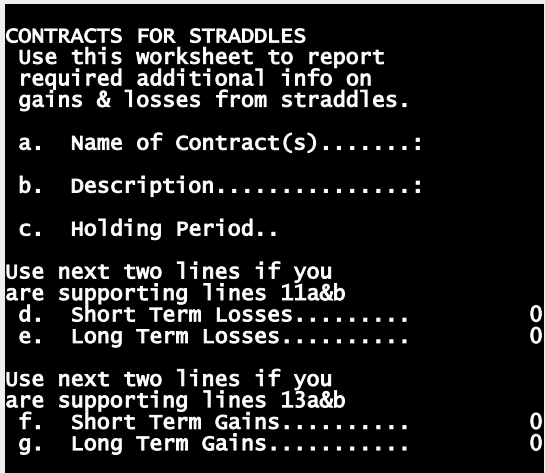 CONTRACTS FOR STRADDLES
Use this worksheet to report
required additional info on
gains & losses from straddles.
a. Name of Contract(s).......:
b. Description...............:
c. Holding Period..
Use next two lines if you
are supporting lines 11a&b
d. Short Term Losses......... 0
e. Long Term Losses.......... 0
Use next two lines if you
are supporting lines 13a&b
f. Short Term Gains.......... 0
g. Long Term Gains........... 0